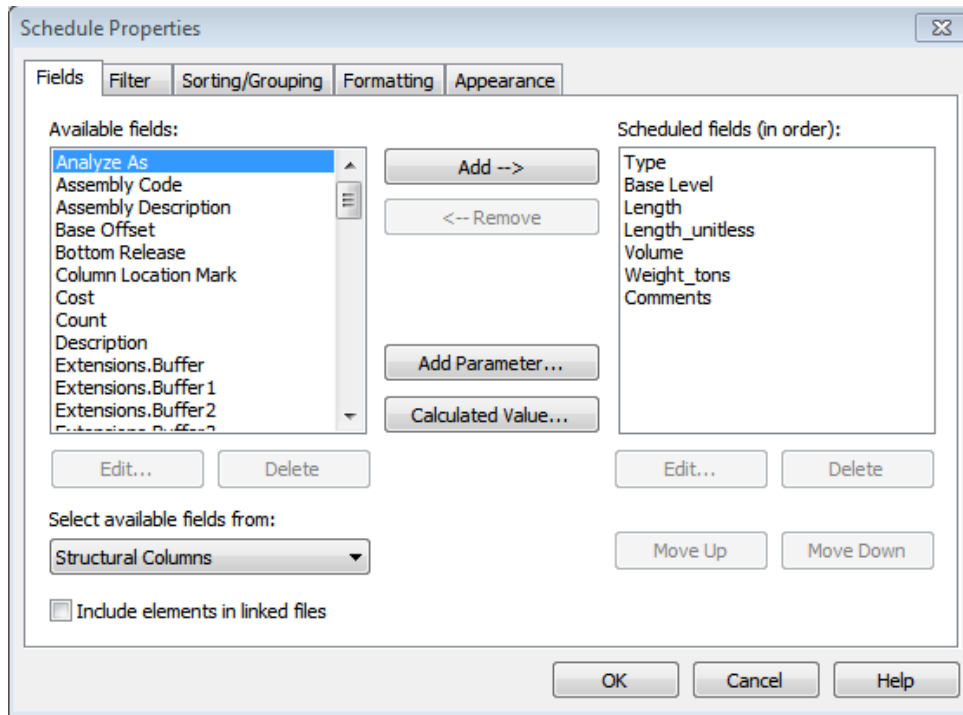 Schedule Properties
Fields
Filter
Sorting/Grouping
Formatting
Appearance
Available fields:
Analyze As
Assembly Code
Assembly Description
Base Offset
Bottom Release
Column Location Mark
Cost
Count
Description
Extensions.Buffer
Extensions.Buffer1
Extensions.Buffer2
Add -->
<-- Remove
Add Parameter...
Calculated Value...
Scheduled fields (in order):
Type
Base Level
Length
Length_unitless
Volume
Weight_tons
Comments
Edit...
Delete
Edit...
Delete
Select available fields from:
Structural Columns
Move Up
Move Down
Include elements in linked files
OK
Cancel
Help